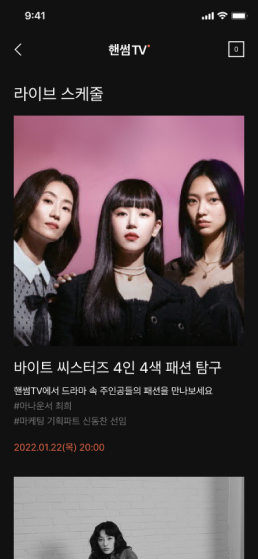 9:41
핸썸TV
0
라이브 스케줄
바이트 씨스터즈 4인 4색 패션 탐구
핸썸TV에서 드라마 속 주인공들의 패션을 만나보세요
#아나운서 최희
#마케팅 기획파트 신동찬 선임
2022.01.22(목) 20:00